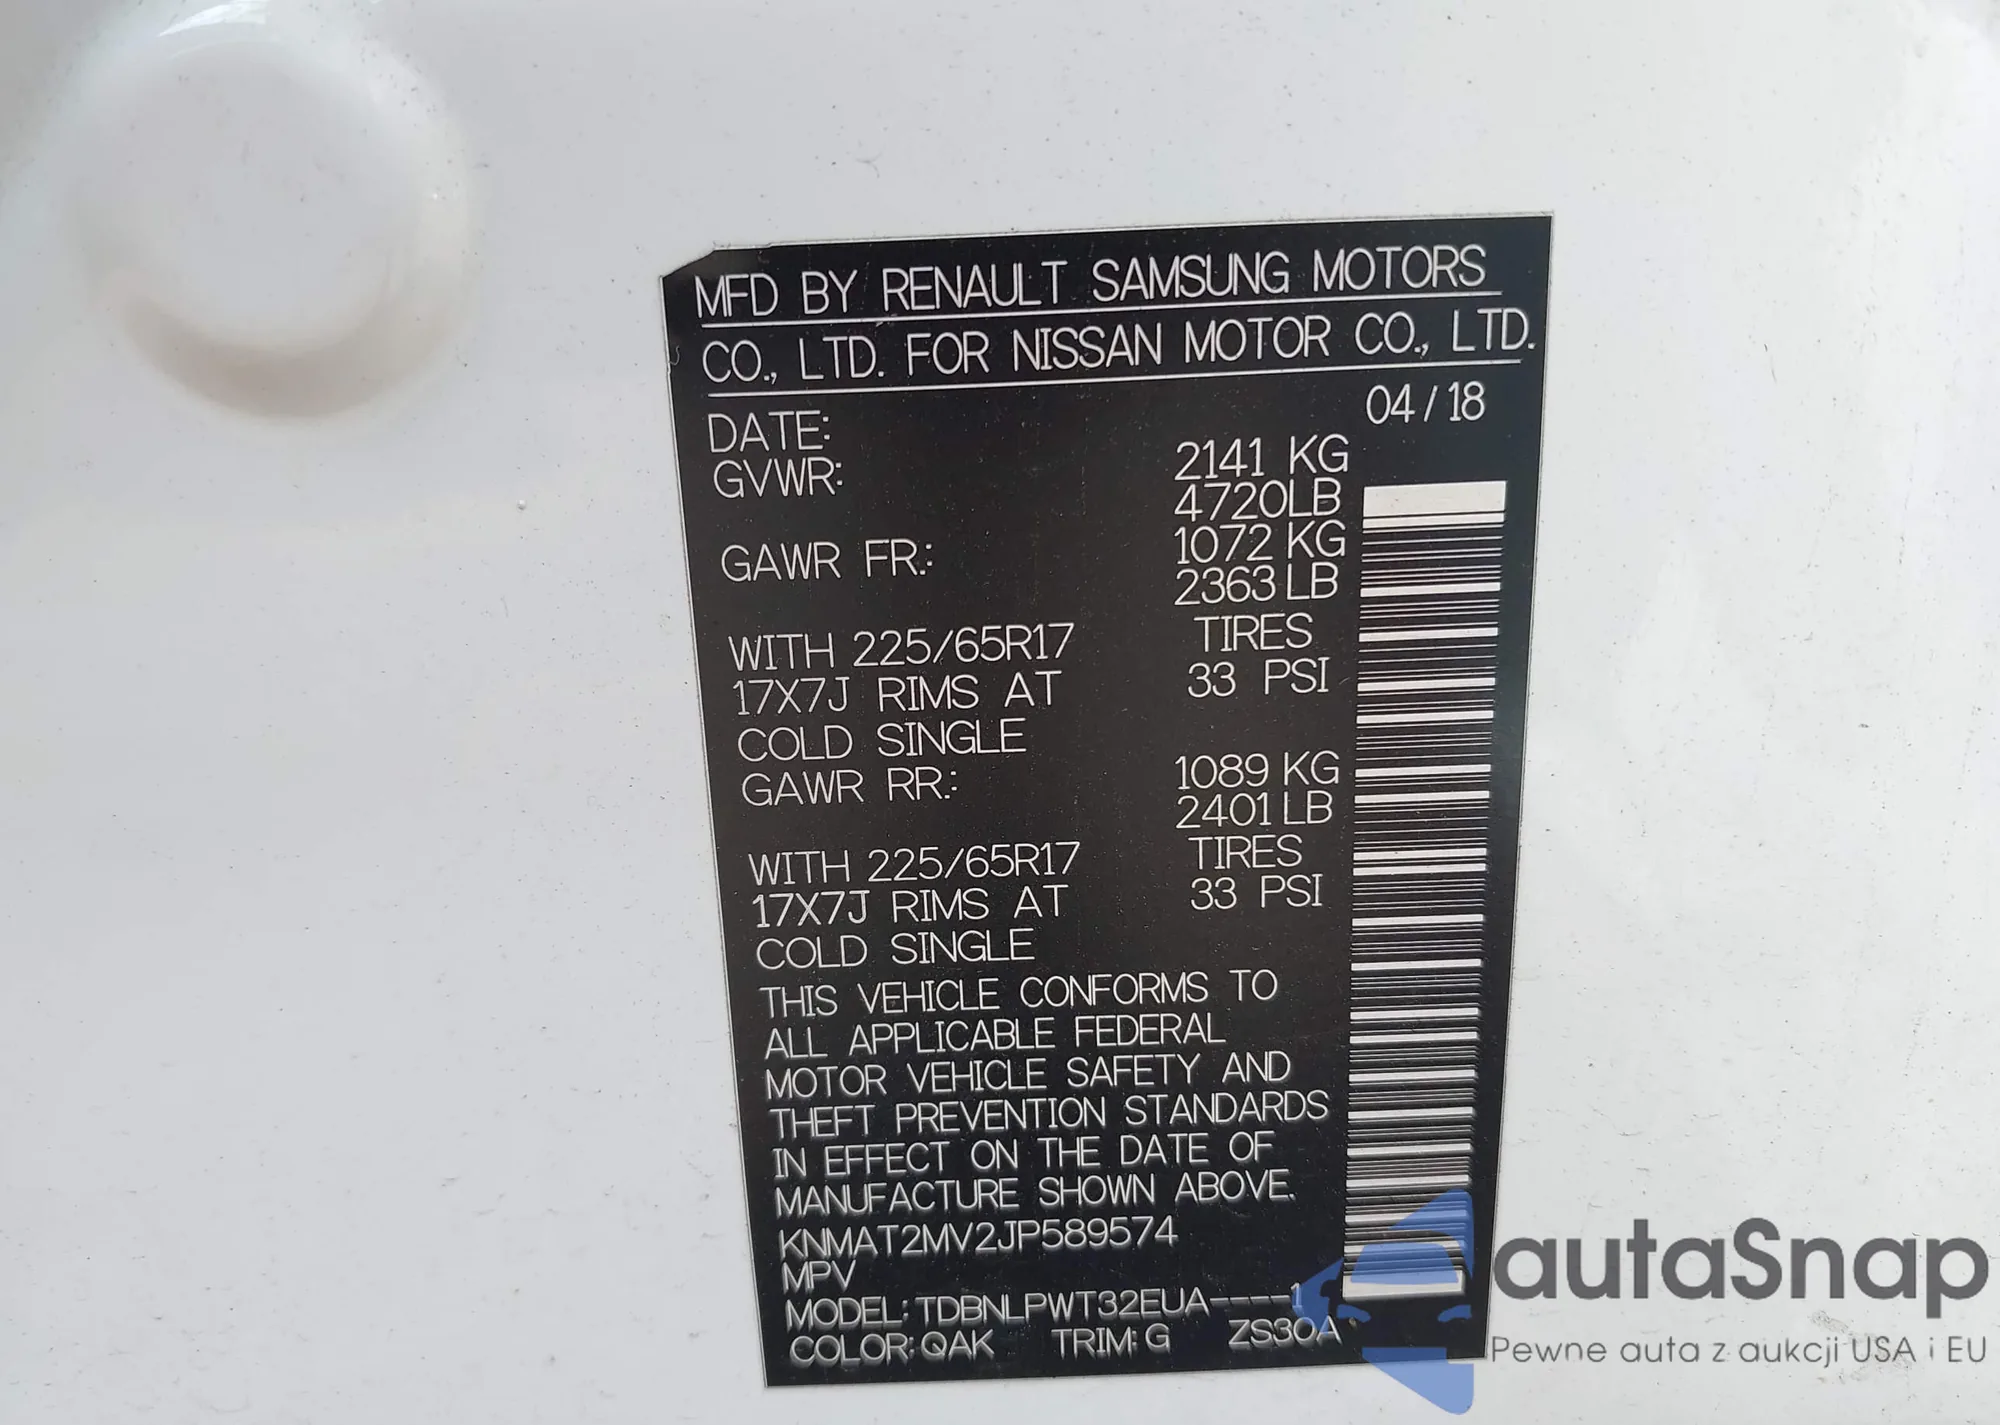 MFD BY RENAULT SAMSUNG MOTORS
CO., LTD. FOR NISSAN MOTOR CO., LTD.
DATE: 04/18
GVWR: 2141 KG
4720LB
GAWR FR.: 1072 KG
2363 LB
WITH 225/65R17 TIRES
17X7J RIMS AT 33 PSI
COLD SINGLE
GAWR RR.: 1089 KG
2401 LB
WITH 225/65R17 TIRES
17X7J RIMS AT 33 PSI
COLD SINGLE
THIS VEHICLE CONFORMS TO
ALL APPLICABLE FEDERAL
MOTOR VEHICLE SAFETY AND
THEFT PREVENTION STANDARDS
IN EFFECT ON THE DATE OF
MANUFACTURE SHOWN ABOVE.
KNMAT2MV2JP589574
MPV
MODEL: TDBNLPWT32EUA----1
COLOR: QAK TRIM: G ZS30A
autaSnap
Pewne auta z aukcji USA i EU